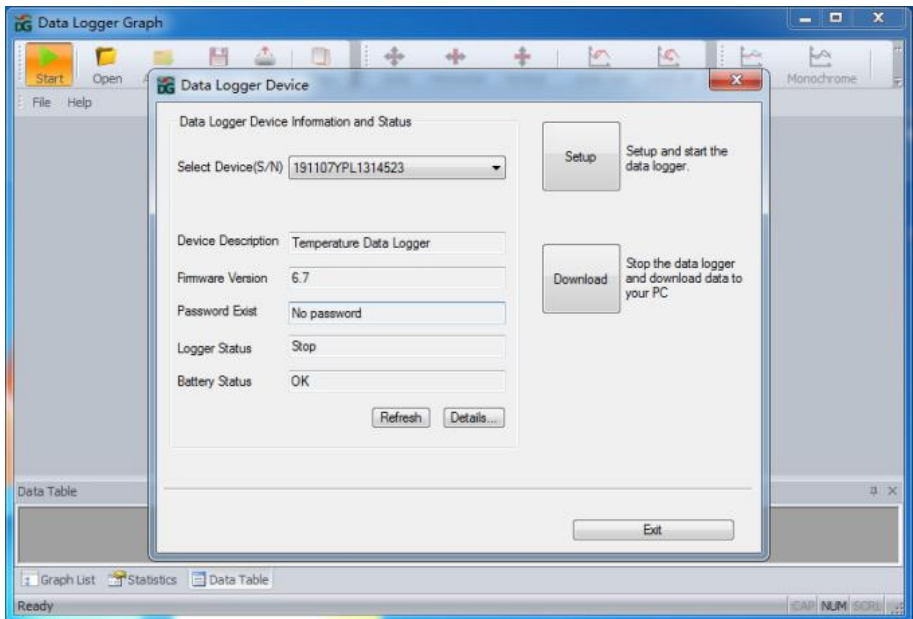 DG Data Logger Graph
Start
Open
Monochrome
File Help
DG Data Logger Device
Data Logger Device Information and Status
Select Device(S/N) 191107YPL1314523
Setup
Setup and start the
data logger.
Device Description Temperature Data Logger
Firmware Version 6.7
Download
Stop the data logger
and download data to
your PC
Password Exist No password
Logger Status Stop
Battery Status OK
Refresh Details...
Data Table
Exit
Graph List Statistics Data Table
Ready
CAP NUM SCRL